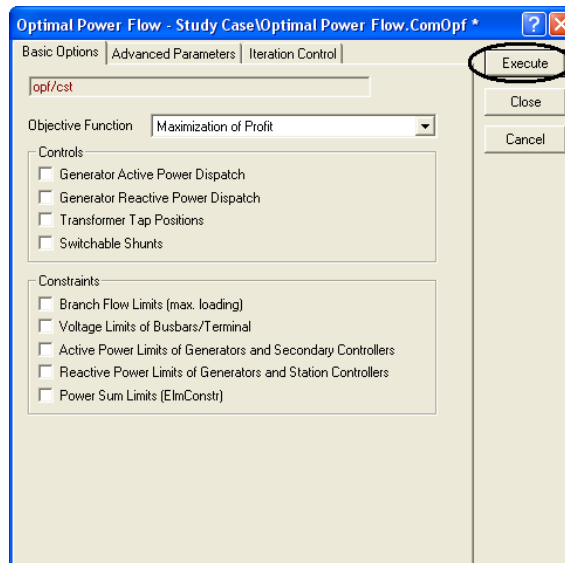 Optimal Power Flow - Study Case\Optimal Power Flow.ComOpf *
?
Basic Options
Advanced Parameters
Iteration Control
Execute
opf/cst
Close
Objective Function
Maximization of Profit
Cancel
Controls
Generator Active Power Dispatch
Generator Reactive Power Dispatch
Transformer Tap Positions
Switchable Shunts
Constraints
Branch Flow Limits (max. loading)
Voltage Limits of Busbars/Terminal
Active Power Limits of Generators and Secondary Controllers
Reactive Power Limits of Generators and Station Controllers
Power Sum Limits (ElmConstr)